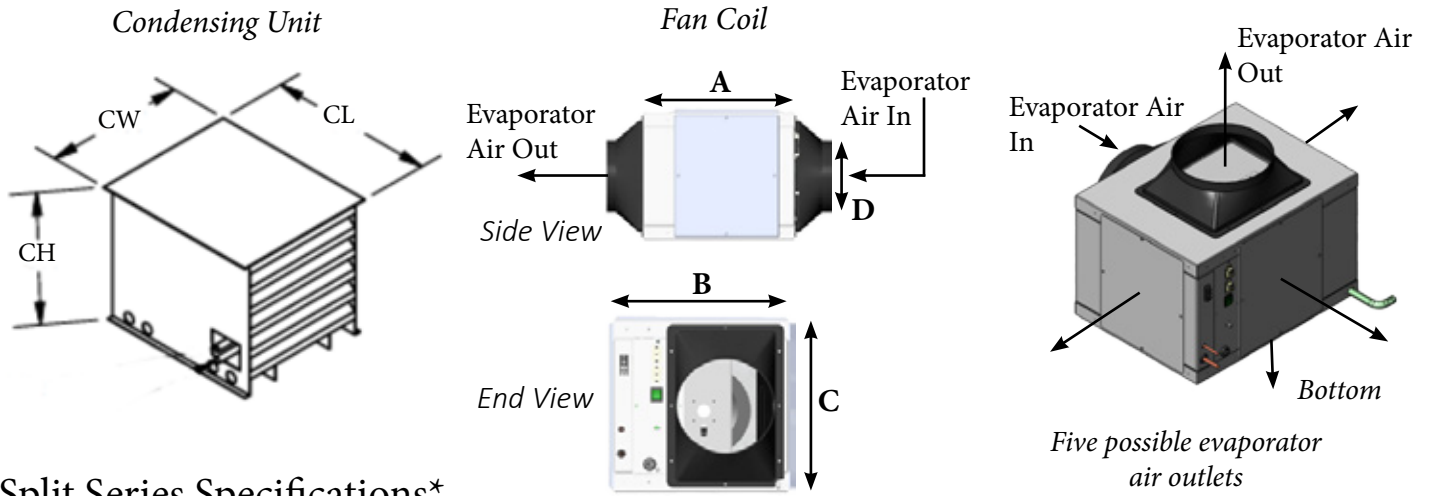 Condensing Unit
CW
CL
CH
Fan Coil
A
Evaporator
Air Out
Evaporator
Air In
D
Side View
B
End View
C
Evaporator Air
Out
Evaporator Air
In
Bottom
Five possible evaporator
air outlets
Split Series Specifications*